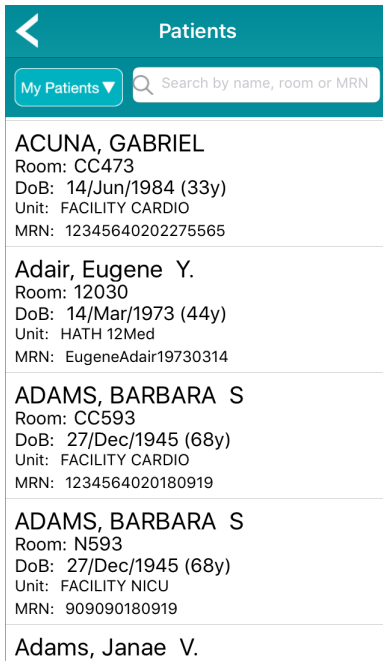 Patients
My Patients ▼
Search by name, room or MRN
ACUNA, GABRIEL
Room: CC473
DoB: 14/Jun/1984 (33y)
Unit: FACILITY CARDIO
MRN: 12345640202275565
Adair, Eugene Y.
Room: 12030
DoB: 14/Mar/1973 (44y)
Unit: HATH 12Med
MRN: EugeneAdair19730314
ADAMS, BARBARA S
Room: CC593
DoB: 27/Dec/1945 (68y)
Unit: FACILITY CARDIO
MRN: 1234564020180919
ADAMS, BARBARA S
Room: N593
DoB: 27/Dec/1945 (68y)
Unit: FACILITY NICU
MRN: 909090180919
Adams, Janae V.